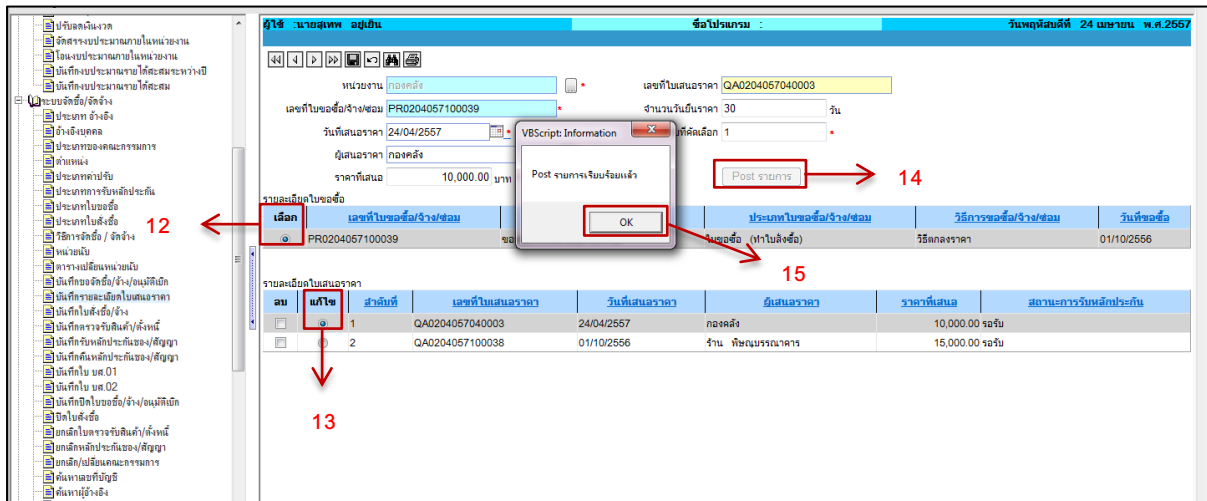 ปรับลดเงินงวด
จัดสรรงบประมาณภายในหน่วยงาน
โอนงบประมาณภายในหน่วยงาน
บันทึกงบประมาณรายได้สะสมระหว่างปี
บันทึกงบประมาณรายได้สะสม
ระบบจัดซื้อ/จัดจ้าง
ประเภท อ้างอิง
อ้างอิงบุคคล
ประเภทของคณะกรรมการ
ตำแหน่ง
ประเภทค่าปรับ
ประเภทการรับหลักประกัน
ประเภทใบขอซื้อ
ประเภทใบสั่งซื้อ
วิธีการจัดซื้อ / จัดจ้าง
หน่วยนับ
ตารางเปลี่ยนหน่วยนับ
บันทึกขอจัดซื้อ/จ้าง/อนุมัติเบิก
บันทึกรายละเอียดใบเสนอราคา
บันทึกใบสั่งซื้อ/จ้าง
บันทึกตรวจรับสินค้า/ตั้งหนี้
บันทึกรับหลักประกันของ/สัญญา
บันทึกคืนหลักประกันของ/สัญญา
บันทึกใบ บศ.01
บันทึกใบ บศ.02
บันทึกปิดใบขอซื้อ/จ้าง/อนุมัติเบิก
ปิดใบสั่งซื้อ
ยกเลิกใบตรวจรับสินค้า/ตั้งหนี้
ยกเลิกหลักประกันของ/สัญญา
ยกเลิก/เปลี่ยนคณะกรรมการ
ค้นหาเลขที่บัญชี
ค้นหาผู้อ้างอิง
ผู้ใช้ :นายสุเทพ อยู่เย็น ชื่อโปรแกรม : วันพฤหัสบดีที่ 24 เมษายน พ.ศ.2557
หน่วยงาน กองคลัง ... * เลขที่ใบเสนอราคา QA0204057040003
เลขที่ใบขอซื้อ/จ้าง/ซ่อม PR0204057100039 * จำนวนวันยืนราคา 30 วัน
วันที่เสนอราคา 24/04/2557 * ที่คัดเลือก 1 *
ผู้เสนอราคา กองคลัง
ราคาที่เสนอ 10,000.00 บาท Post รายการ 14
VBScript: Information
Post รายการเรียบร้อยแล้ว
OK
15
12
รายละเอียดใบขอซื้อ
เลือก เลขที่ใบขอซื้อ/จ้าง/ซ่อม ประเภทใบขอซื้อ/จ้าง/ซ่อม วิธีการขอซื้อ/จ้าง/ซ่อม วันที่ขอซื้อ
PR0204057100039 ใบขอซื้อ (ทำใบสั่งซื้อ) วิธีตกลงราคา 01/10/2556
รายละเอียดใบเสนอราคา
ลบ แก้ไข ลำดับที่ เลขที่ใบเสนอราคา วันที่เสนอราคา ผู้เสนอราคา ราคาที่เสนอ สถานะการรับหลักประกัน
1 QA0204057040003 24/04/2557 กองคลัง 10,000.00 รอรับ
2 QA0204057100038 01/10/2556 ร้าน พิษณุบรรณาคาร 15,000.00 รอรับ
13